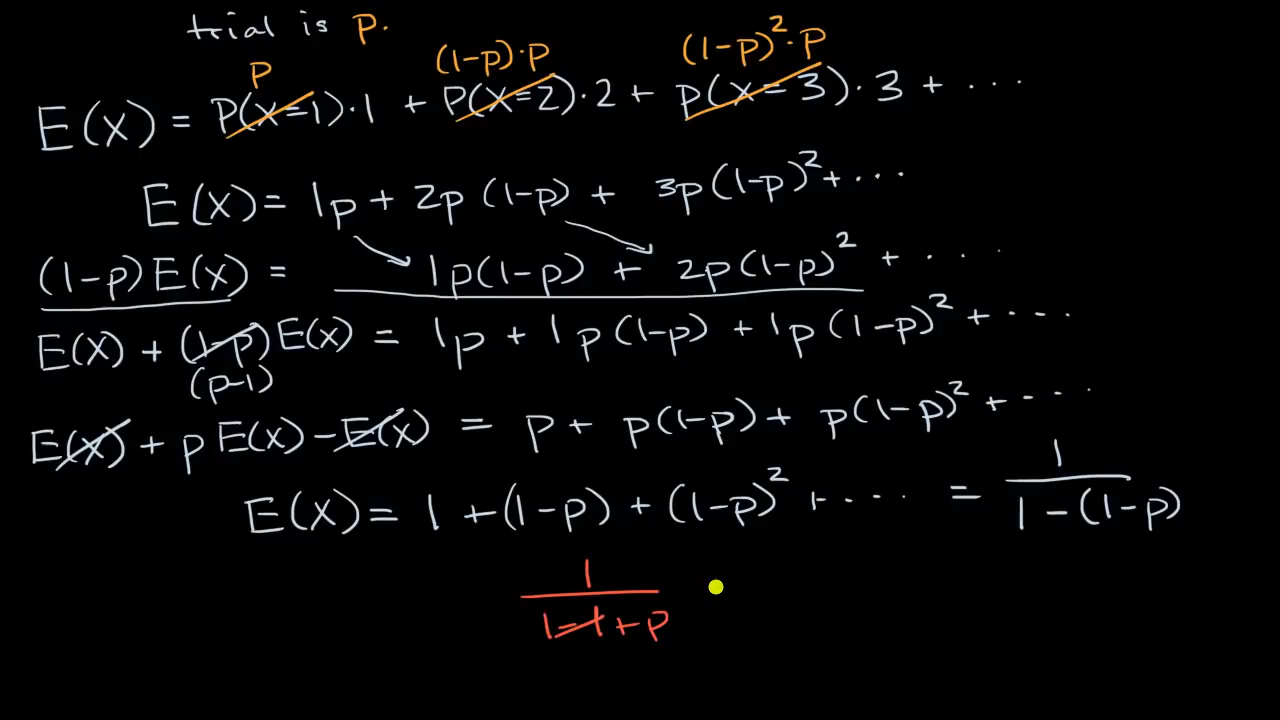 trial is p.
p (1-p)·p (1-p)²·p
E(X) = P(X=1)·1 + P(X=2)·2 + P(X=3)·3 + ···
E(X) = 1p + 2p (1-p) + 3p (1-p)² + ···
(1-p)E(X) = 1p(1-p) + 2p(1-p)² + ····
E(X) + (1-p) E(X) = 1p + 1p (1-p) + 1p (1-p)² + ····
(p-1)
E(X) + p E(X) - E(X) = p + p(1-p) + p(1-p)² + ····
1
E(X) = 1 + (1-p) + (1-p)² + ···· =
1 - (1-p)
1
1-1+p